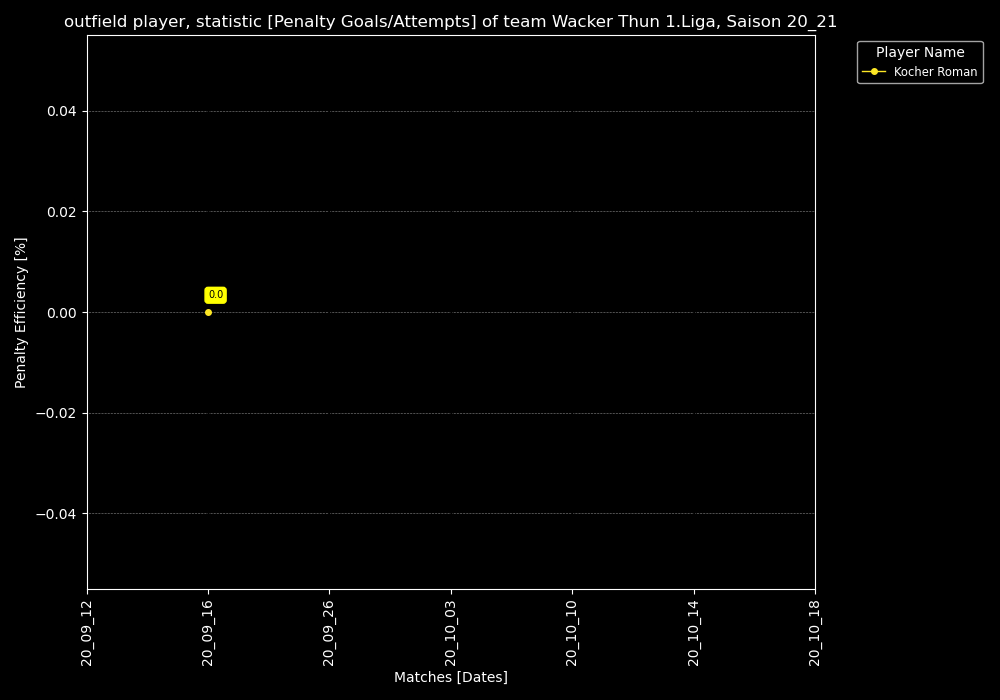 outfield player, statistic [Penalty Goals/Attempts] of team Wacker Thun 1.Liga, Saison 20_21
Player Name
Kocher Roman
Penalty Efficiency [%]
0.04
0.02
0.00
−0.02
−0.04
0.0
20_09_12
20_09_16
20_09_26
20_10_03
20_10_10
20_10_14
20_10_18
Matches [Dates]